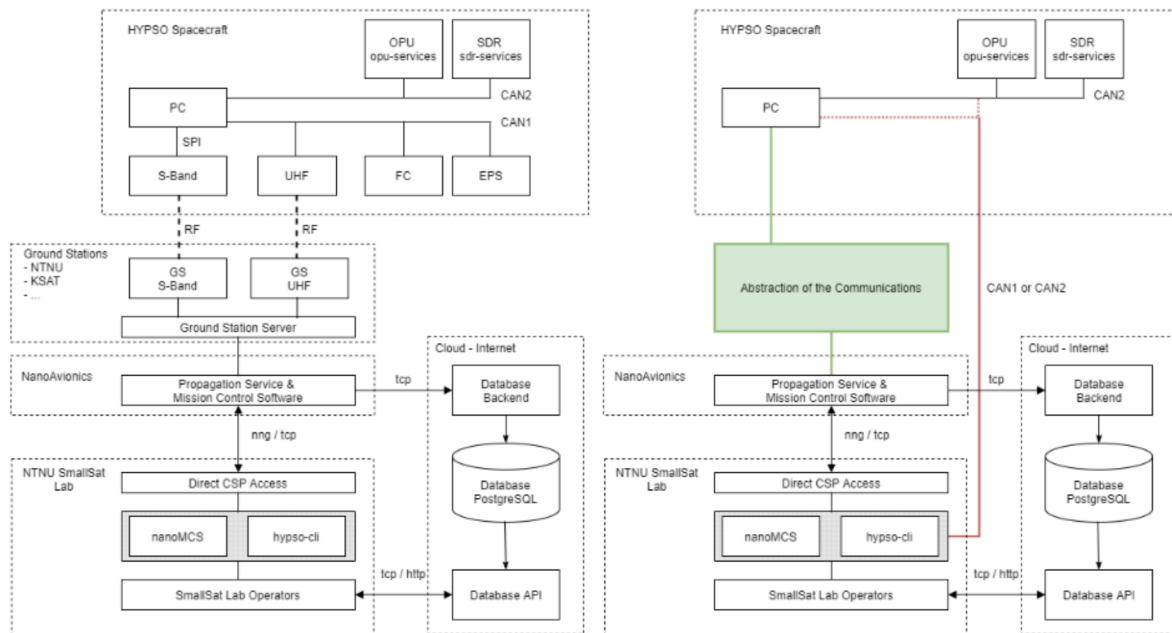 HYPSO Spacecraft
OPU
opu-services
SDR
sdr-services
CAN2
PC
CAN1
SPI
S-Band
UHF
FC
EPS
RF
RF
Ground Stations
- NTNU
- KSAT
- ...
GS
S-Band
GS
UHF
Ground Station Server
NanoAvionics
Propagation Service &
Mission Control Software
tcp
Cloud - Internet
Database
Backend
nng / tcp
NTNU SmallSat
Lab
Direct CSP Access
Database
PostgreSQL
nanoMCS
hypso-cli
tcp / http
SmallSat Lab Operators
Database API
HYPSO Spacecraft
OPU
opu-services
SDR
sdr-services
CAN2
PC
Abstraction of the Communications
CAN1 or CAN2
NanoAvionics
Propagation Service &
Mission Control Software
tcp
Cloud - Internet
Database
Backend
nng / tcp
NTNU SmallSat
Lab
Direct CSP Access
Database
PostgreSQL
nanoMCS
hypso-cli
tcp / http
SmallSat Lab Operators
Database API